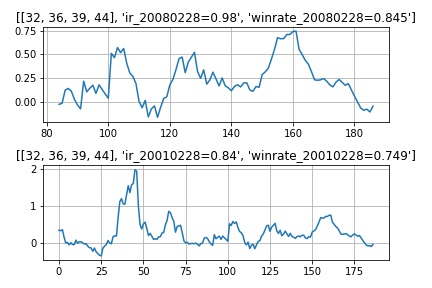 [[32, 36, 39, 44], 'ir_20080228=0.98', 'winrate_20080228=0.845']
0.75
0.50
0.25
0.00
80 100 120 140 160 180
[[32, 36, 39, 44], 'ir_20010228=0.84', 'winrate_20010228=0.749']
2
1
0
0 25 50 75 100 125 150 175